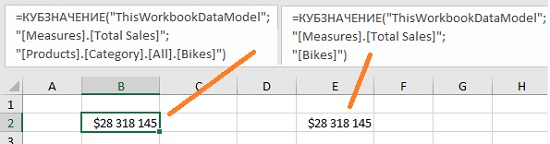 =КУБЗНАЧЕНИЕ("ThisWorkbookDataModel";
"[Measures].[Total Sales]";
"[Products].[Category].[All].[Bikes]")
=КУБЗНАЧЕНИЕ("ThisWorkbookDataModel";
"[Measures].[Total Sales]";
"[Bikes]")
A B C D E F G H
1
2 $28 318 145 $28 318 145
3